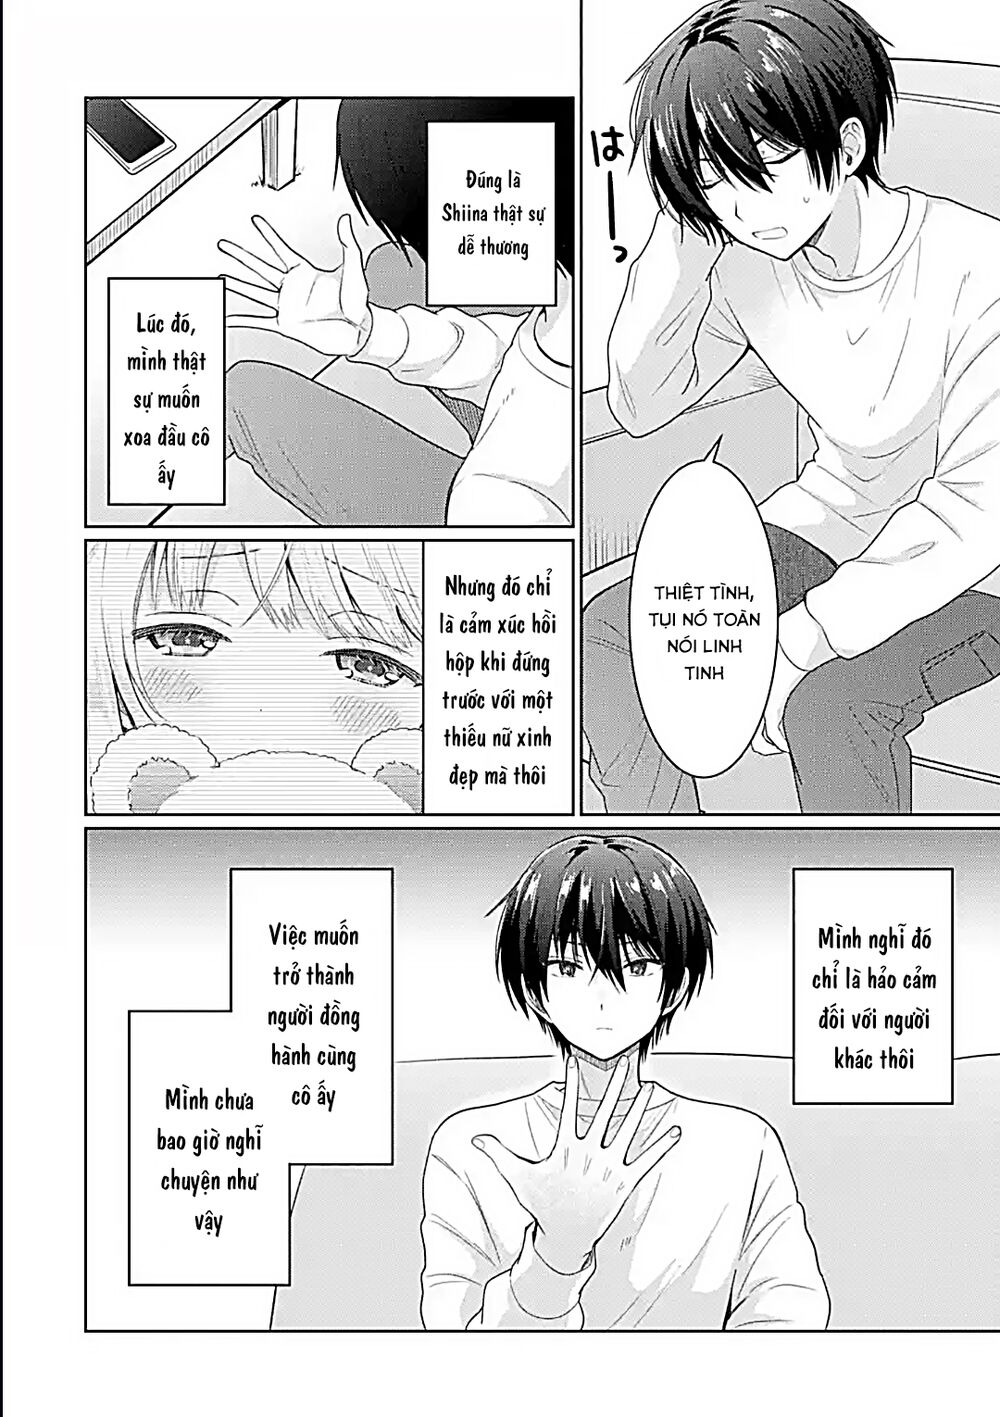 はーっ
THIỆT TÌNH,
TỤI NÓ TOÀN
NÓI LINH
TINH
Đúng là
Shiina thật sự
dễ thương
Lúc đó,
mình thật
sự muốn
xoa đầu cô
ấy
Nhưng đó chỉ
là cảm xúc hồi
hộp khi đứng
trước với một
thiếu nữ xinh
đẹp mà thôi
Mình nghĩ đó
chỉ là hảo cảm
đối với người
khác thôi
Việc muốn
trở thành
người đồng
hành cùng
cô ấy
Mình chưa
bao giờ nghĩ
chuyện như
vậy